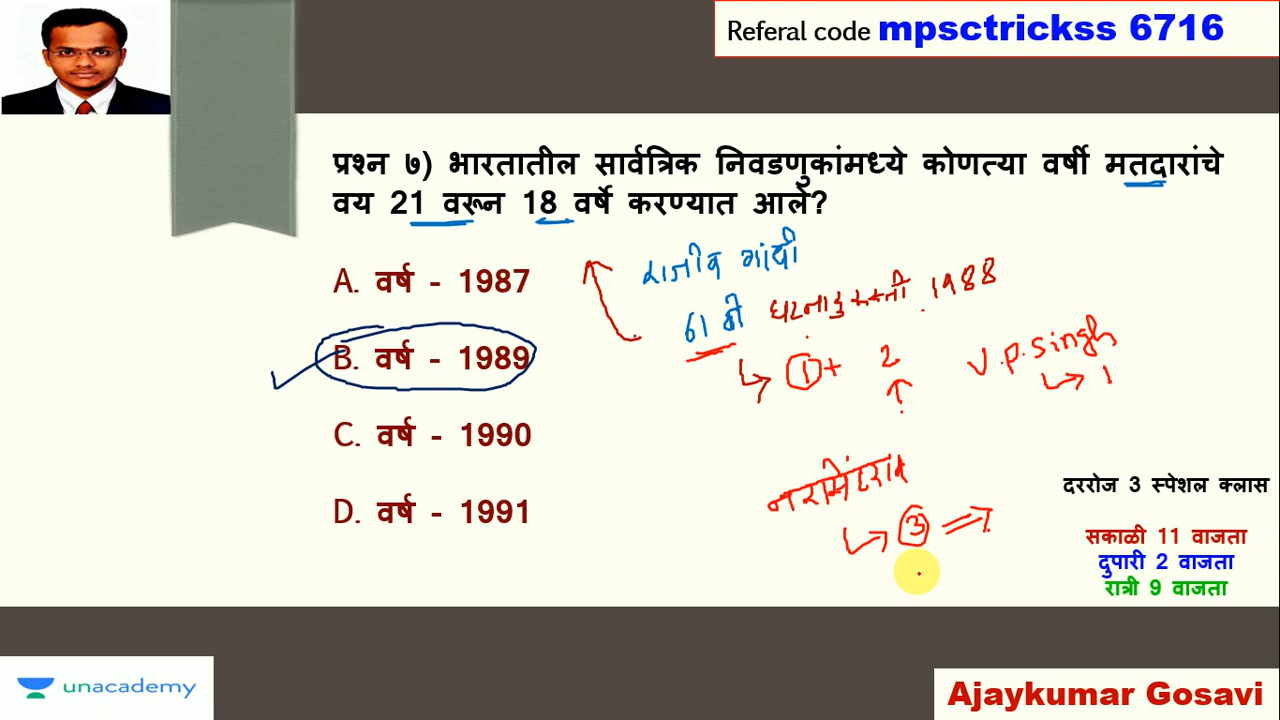 Referal code mpsctrickss 6716
प्रश्न ७) भारतातील सार्वत्रिक निवडणुकांमध्ये कोणत्या वर्षी मतदारांचे
वय 21 वरून 18 वर्षे करण्यात आले?
A. वर्ष - 1987
B. वर्ष - 1989
C. वर्ष - 1990
D. वर्ष - 1991
राजीव गांधी
61 वी घटनादुरुस्ती 1988
1 + 2
V.P. Singh
1
नरसिंहराव
3
दररोज 3 स्पेशल क्लास
सकाळी 11 वाजता
दुपारी 2 वाजता
रात्री 9 वाजता
unacademy
Ajaykumar Gosavi